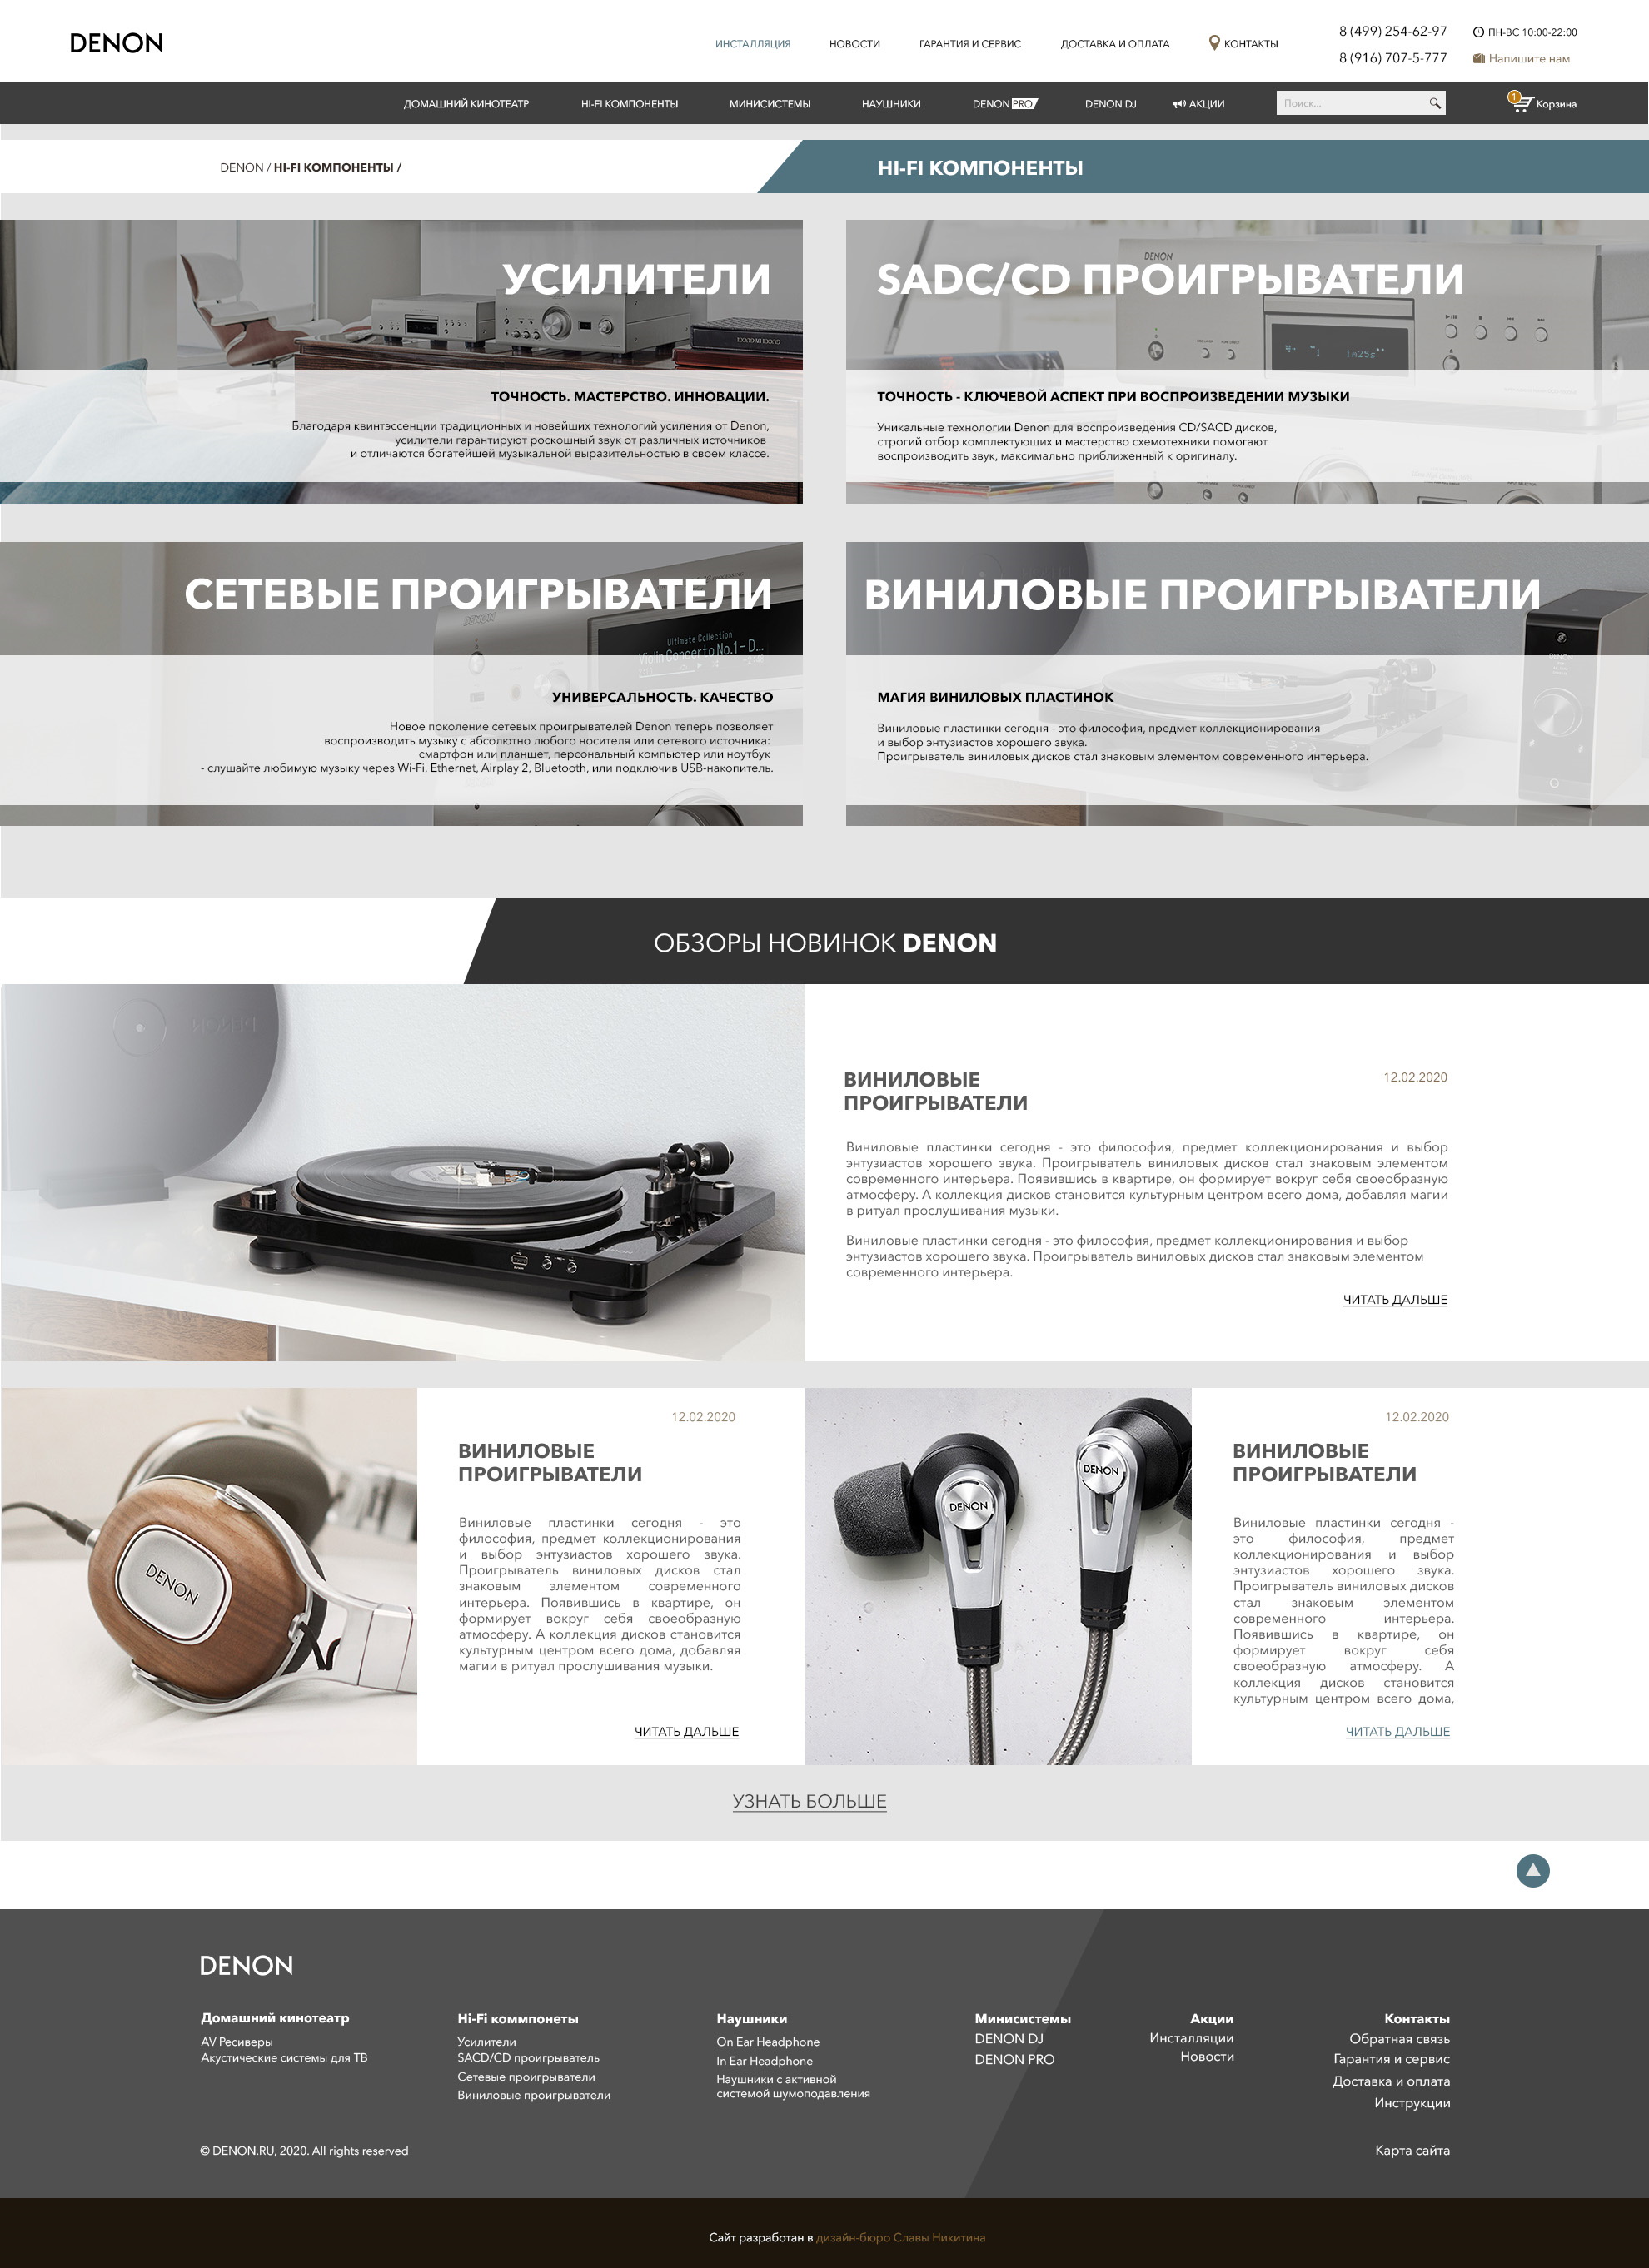 DENON
ИНСТАЛЛЯЦИЯ
НОВОСТИ
ГАРАНТИЯ И СЕРВИС
ДОСТАВКА И ОПЛАТА
КОНТАКТЫ
8 (499) 254-62-97
8 (916) 707-5-777
ПН-ВС 10:00-22:00
Напишите нам
ДОМАШНИЙ КИНОТЕАТР
HI-FI КОМПОНЕНТЫ
МИНИСИСТЕМЫ
НАУШНИКИ
DENON PRO
DENON DJ
АКЦИИ
Поиск...
1
Корзина
DENON / HI-FI КОМПОНЕНТЫ /
HI-FI КОМПОНЕНТЫ
УСИЛИТЕЛИ
ТОЧНОСТЬ. МАСТЕРСТВО. ИННОВАЦИИ.
Благодаря квинтэссенции традиционных и новейших технологий усиления от Denon,
усилители гарантируют роскошный звук от различных источников
и отличаются богатейшей музыкальной выразительностью в своем классе.
DENON
SADC/CD ПРОИГРЫВАТЕЛИ
1m25s
ТОЧНОСТЬ - КЛЮЧЕВОЙ АСПЕКТ ПРИ ВОСПРОИЗВЕДЕНИИ МУЗЫКИ
Уникальные технологии Denon для воспроизведения CD/SACD дисков,
строгий отбор комплектующих и мастерство схемотехники помогают
воспроизводить звук, максимально приближенный к оригиналу.
СЕТЕВЫЕ ПРОИГРЫВАТЕЛИ
DENON
Ultimate Collection
Violin Concerto No.1-D...
УНИВЕРСАЛЬНОСТЬ. КАЧЕСТВО
Новое поколение сетевых проигрывателей Denon теперь позволяет
воспроизводить музыку с абсолютно любого носителя или сетевого источника:
смартфон или планшет, персональный компьютер или ноутбук
- слушайте любимую музыку через Wi-Fi, Ethernet, Airplay 2, Bluetooth, или подключив USB-накопитель.
ВИНИЛОВЫЕ ПРОИГРЫВАТЕЛИ
DENON
МАГИЯ ВИНИЛОВЫХ ПЛАСТИНОК
Виниловые пластинки сегодня - это философия, предмет коллекционирования
и выбор энтузиастов хорошего звука.
Проигрыватель виниловых дисков стал знаковым элементом современного интерьера.
ОБЗОРЫ НОВИНОК DENON
ВИНИЛОВЫЕ
ПРОИГРЫВАТЕЛИ
12.02.2020
Виниловые пластинки сегодня - это философия, предмет коллекционирования и выбор
энтузиастов хорошего звука. Проигрыватель виниловых дисков стал знаковым элементом
современного интерьера. Появившись в квартире, он формирует вокруг себя своеобразную
атмосферу. А коллекция дисков становится культурным центром всего дома, добавляя магии
в ритуал прослушивания музыки.
Виниловые пластинки сегодня - это философия, предмет коллекционирования и выбор
энтузиастов хорошего звука. Проигрыватель виниловых дисков стал знаковым элементом
современного интерьера.
ЧИТАТЬ ДАЛЬШЕ
DENON
12.02.2020
ВИНИЛОВЫЕ
ПРОИГРЫВАТЕЛИ
Виниловые пластинки сегодня - это
философия, предмет коллекционирования
и выбор энтузиастов хорошего звука.
Проигрыватель виниловых дисков стал
знаковым элементом современного
интерьера. Появившись в квартире, он
формирует вокруг себя своеобразную
атмосферу. А коллекция дисков становится
культурным центром всего дома, добавляя
магии в ритуал прослушивания музыки.
ЧИТАТЬ ДАЛЬШЕ
DENON
DENON
12.02.2020
ВИНИЛОВЫЕ
ПРОИГРЫВАТЕЛИ
Виниловые пластинки сегодня -
это философия, предмет
коллекционирования и выбор
энтузиастов хорошего звука.
Проигрыватель виниловых дисков
стал знаковым элементом
современного интерьера.
Появившись в квартире, он
формирует вокруг себя
своеобразную атмосферу. А
коллекция дисков становится
культурным центром всего дома,
ЧИТАТЬ ДАЛЬШЕ
УЗНАТЬ БОЛЬШЕ
DENON
Домашний кинотеатр
AV Ресиверы
Акустические системы для ТВ
Hi-Fi коммпонеты
Усилители
SACD/CD проигрыватель
Сетевые проигрыватели
Виниловые проигрыватели
Наушники
On Ear Headphone
In Ear Headphone
Наушники с активной
системой шумоподавления
Минисистемы
DENON DJ
DENON PRO
Акции
Инсталляции
Новости
Контакты
Обратная связь
Гарантия и сервис
Доставка и оплата
Инструкции
© DENON.RU, 2020. All rights reserved
Карта сайта
Сайт разработан в дизайн-бюро Славы Никитина